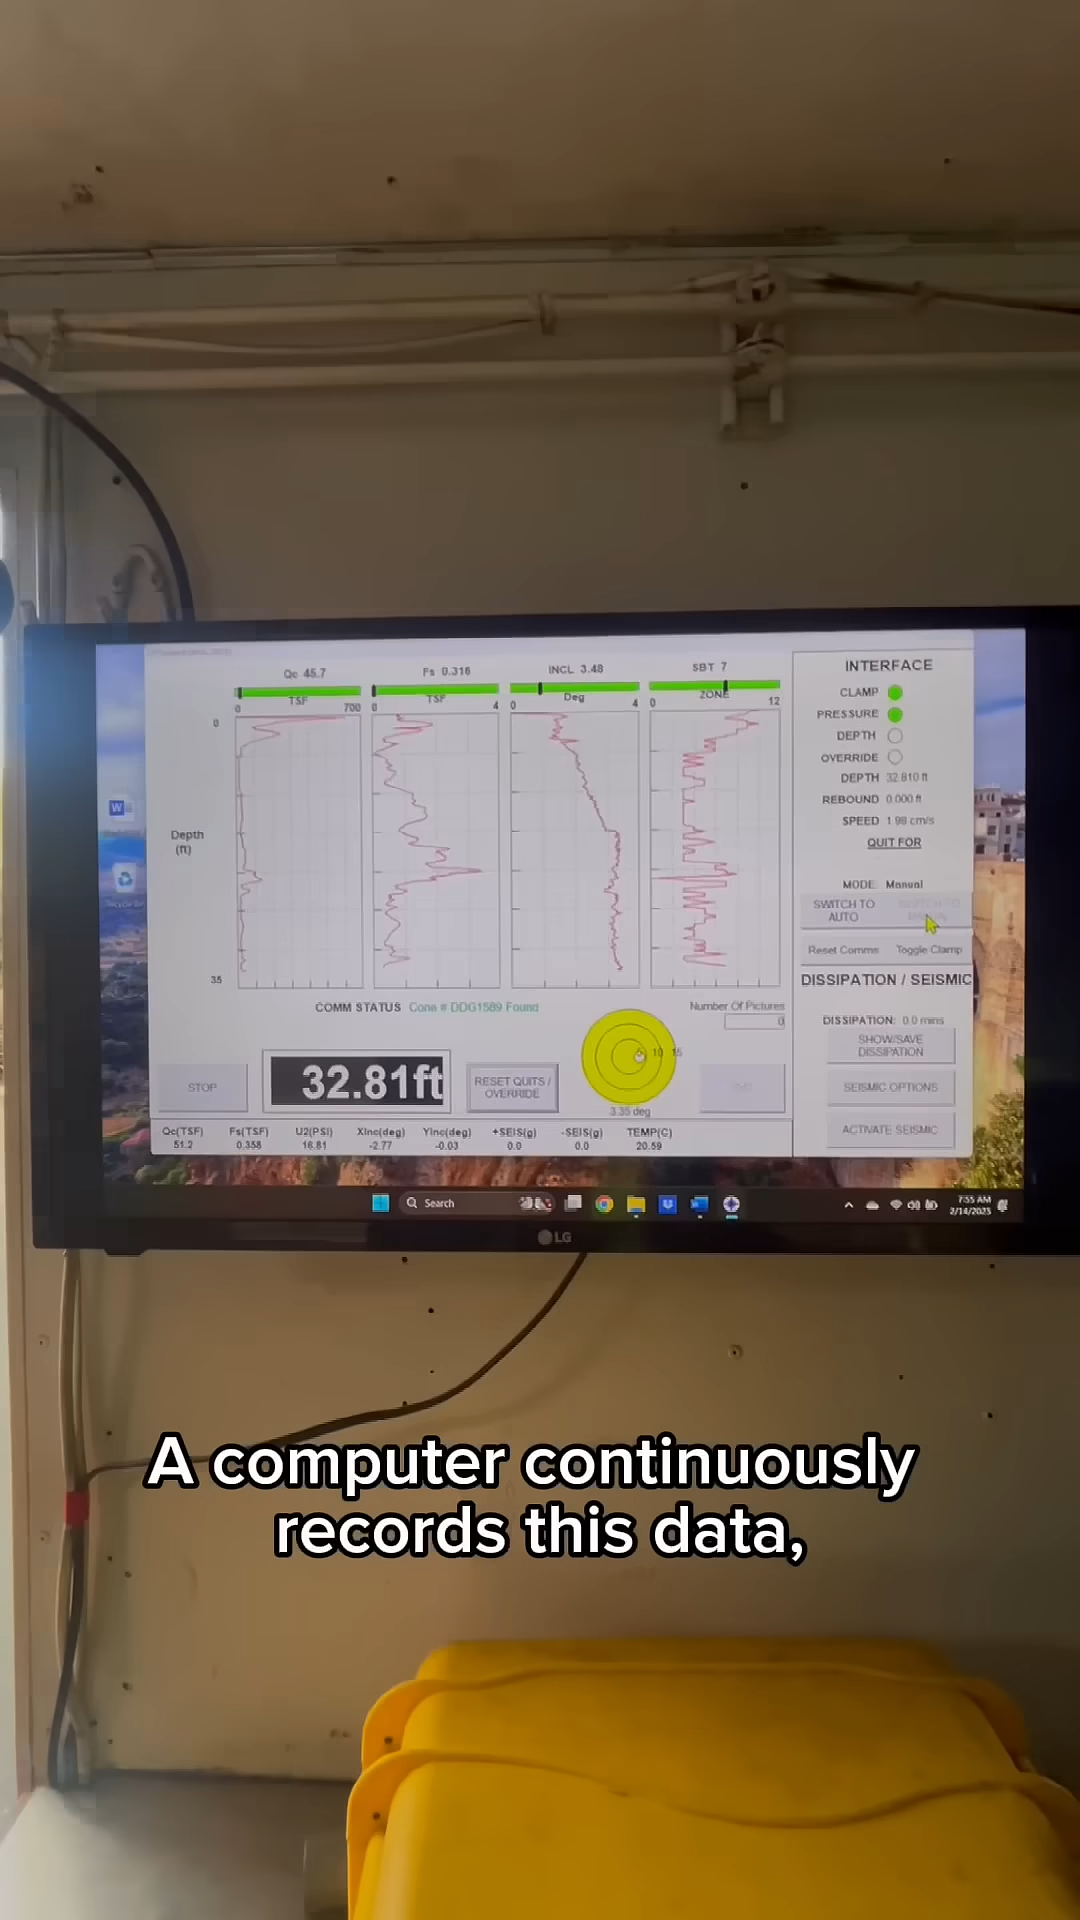 Qc 45.7
Fs 0.316
INCL 3.48
SBT 7
TSF
TSF
Deg
ZONE
0 700
0 4
0 4
0 12
0
Depth
(ft)
35
COMM STATUS Cone # DDG1589 Found
Number Of Pictures
0
STOP
32.81ft
RESET QUITS /
OVERRIDE
10 15
3.35 deg
Qc(TSF) Fs(TSF) U2(PSI) XInc(deg) YInc(deg) +SEIS(g) -SEIS(g) TEMP(C)
51.2 0.358 16.81 -2.77 -0.03 0.0 0.0 20.59
INTERFACE
CLAMP
PRESSURE
DEPTH
OVERRIDE
DEPTH 32.810 ft
REBOUND 0.000 ft
SPEED 1.98 cm/s
QUIT FOR
MODE: Manual
SWITCH TO
AUTO
Reset Comms Toggle Clamp
DISSIPATION / SEISMIC
DISSIPATION: 0.0 mins
SHOW/SAVE
DISSIPATION
SEISMIC OPTIONS
ACTIVATE SEISMIC
Search
7:55 AM
2/14/2025
LG
A computer continuously
records this data,